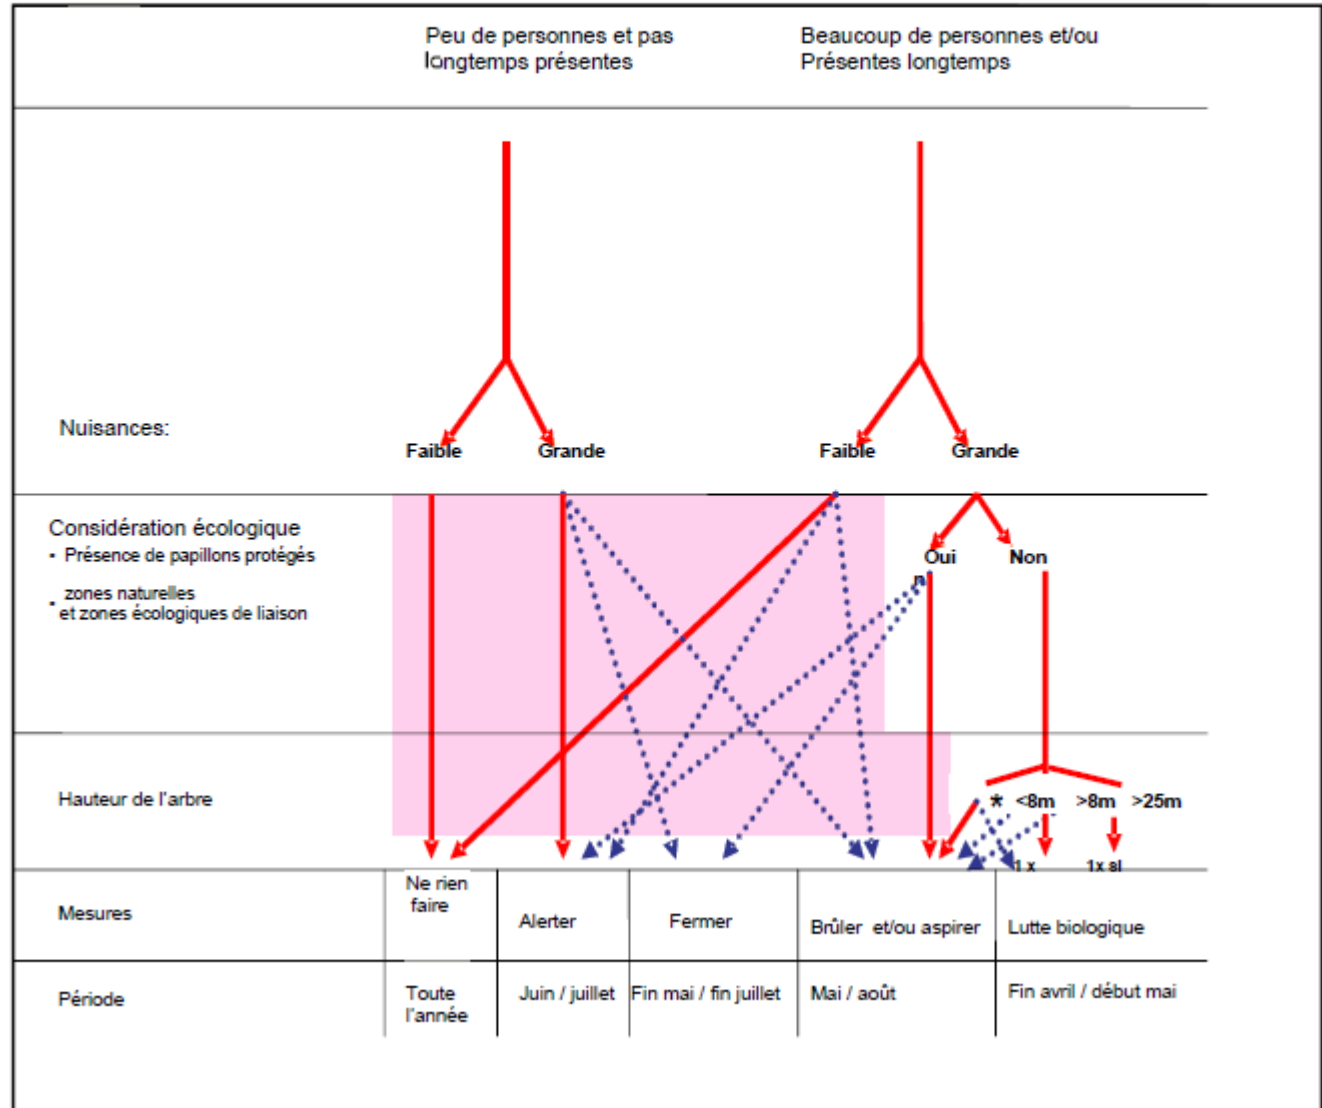 Peu de personnes et pas
longtemps présentes
Beaucoup de personnes et/ou
Présentes longtemps
Nuisances:
Faible
Grande
Faible
Grande
Considération écologique
- Présence de papillons protégés
▪ zones naturelles
et zones écologiques de liaison
Oui
n
Non
Hauteur de l'arbre
* <8m >8m >25m
1 x
1x sl
Mesures
Ne rien
faire
Alerter
Fermer
Brûler et/ou aspirer
Lutte biologique
Période
Toute
l'année
Juin / juillet
Fin mai / fin juillet
Mai / août
Fin avril / début mai